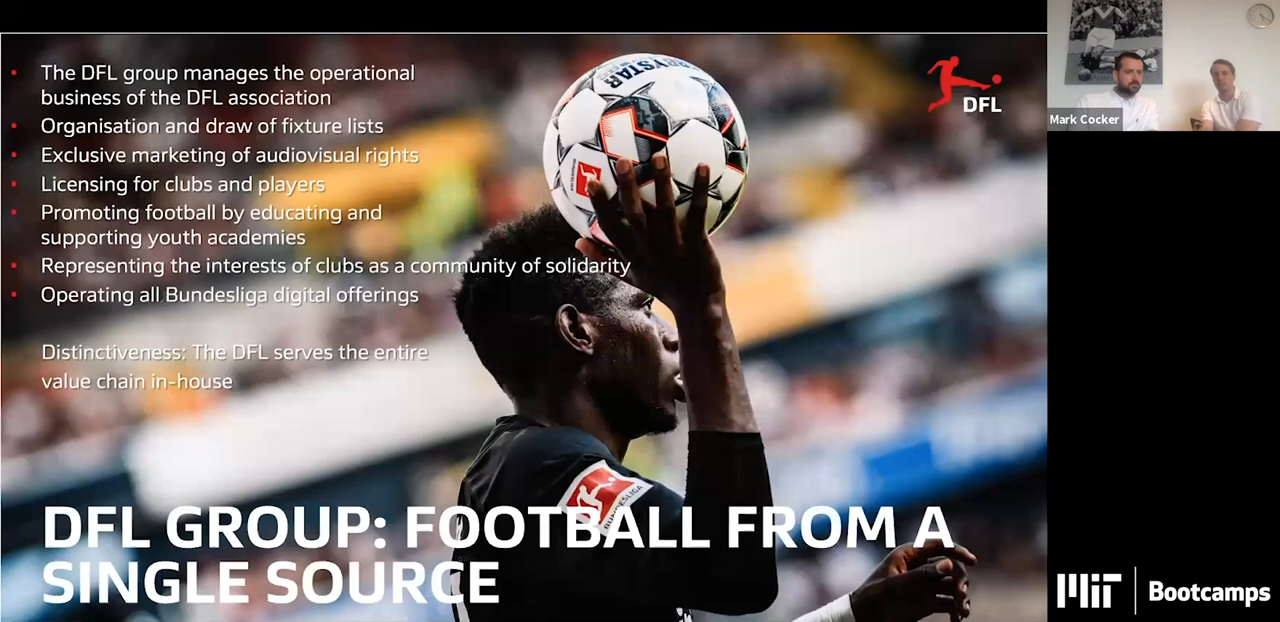 The DFL group manages the operational
business of the DFL association
Organisation and draw of fixture lists
Exclusive marketing of audiovisual rights
Licensing for clubs and players
Promoting football by educating and
supporting youth academies
Representing the interests of clubs as a community of solidarity
Operating all Bundesliga digital offerings
Distinctiveness: The DFL serves the entire
value chain in-house
DFL GROUP: FOOTBALL FROM A
SINGLE SOURCE
DFL
BUNDESLIGA
Mark Cocker
MIT Bootcamps